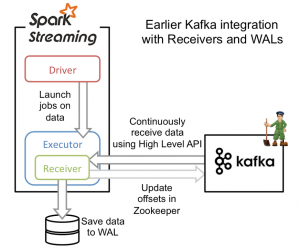 Spark
Streaming
Earlier Kafka integration
with Receivers and WALs
Driver
Launch
jobs on
data
Continuously
receive data
using High Level API
Executor
Receiver
kafka
Update
offsets in
Zookeeper
Save data
to WAL